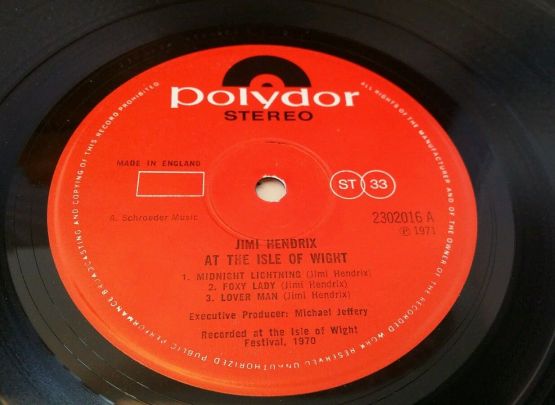 polydor
STEREO
MADE IN ENGLAND
ST 33
A. Schroeder Music
2302016 A
℗ 1971
JIMI HENDRIX
AT THE ISLE OF WIGHT
1. MIDNIGHT LIGHTNING (Jimi Hendrix)
2. FOXY LADY (Jimi Hendrix)
3. LOVER MAN (Jimi Hendrix)
Executive Producer: Michael Jeffery
Recorded at the Isle of Wight
Festival, 1970
ALL RIGHTS OF THE MANUFACTURER AND OF THE OWNER OF THE RECORDED WORK RESERVED UNAUTHORIZED PUBLIC PERFORMANCE BROADCASTING AND COPYING OF THIS RECORD PROHIBITED